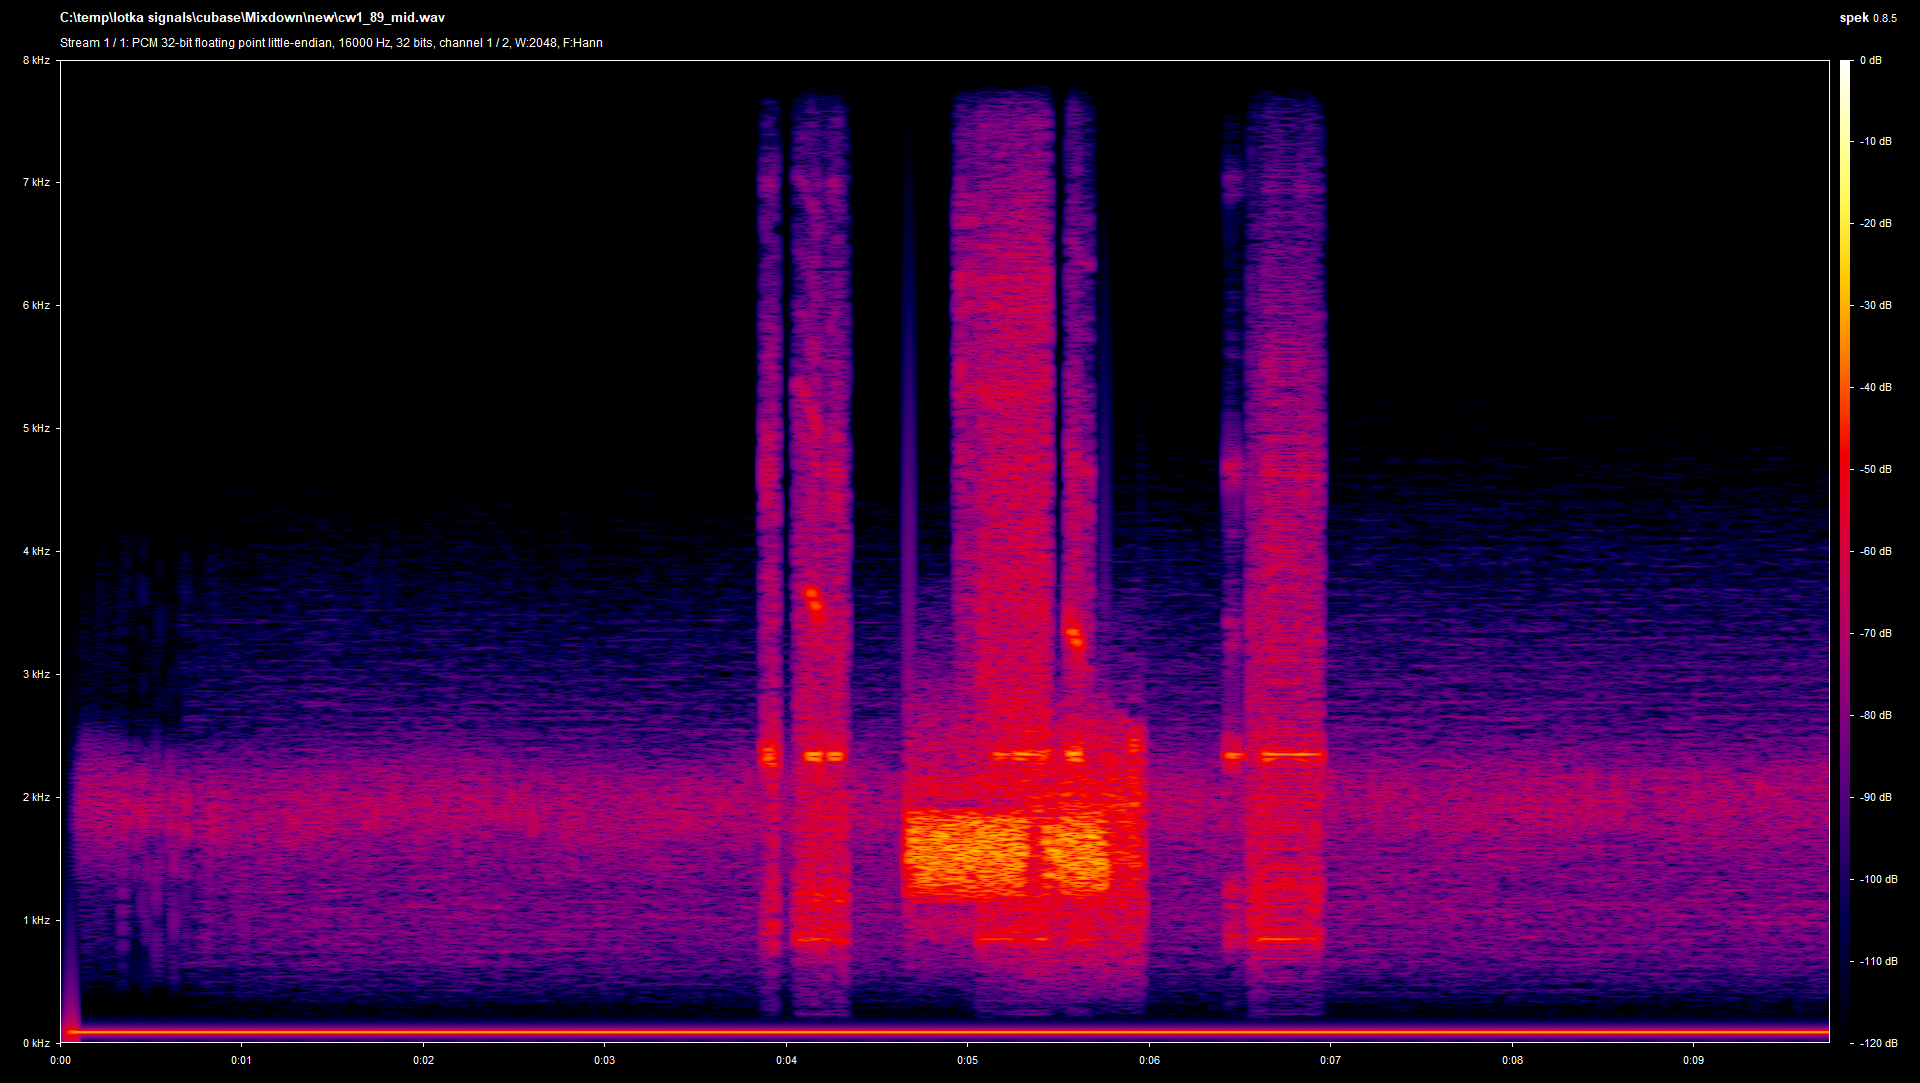 C:\temp\lotka signals\cubase\Mixdown\new\cw1_89_mid.wav
spek 0.8.5
Stream 1 / 1: PCM 32-bit floating point little-endian, 16000 Hz, 32 bits, channel 1 / 2, W:2048, F:Hann
8 kHz
7 kHz
6 kHz
5 kHz
4 kHz
3 kHz
2 kHz
1 kHz
0 kHz
0:00
0:01
0:02
0:03
0:04
0:05
0:06
0:07
0:08
0:09
0 dB
-10 dB
-20 dB
-30 dB
-40 dB
-50 dB
-60 dB
-70 dB
-80 dB
-90 dB
-100 dB
-110 dB
-120 dB